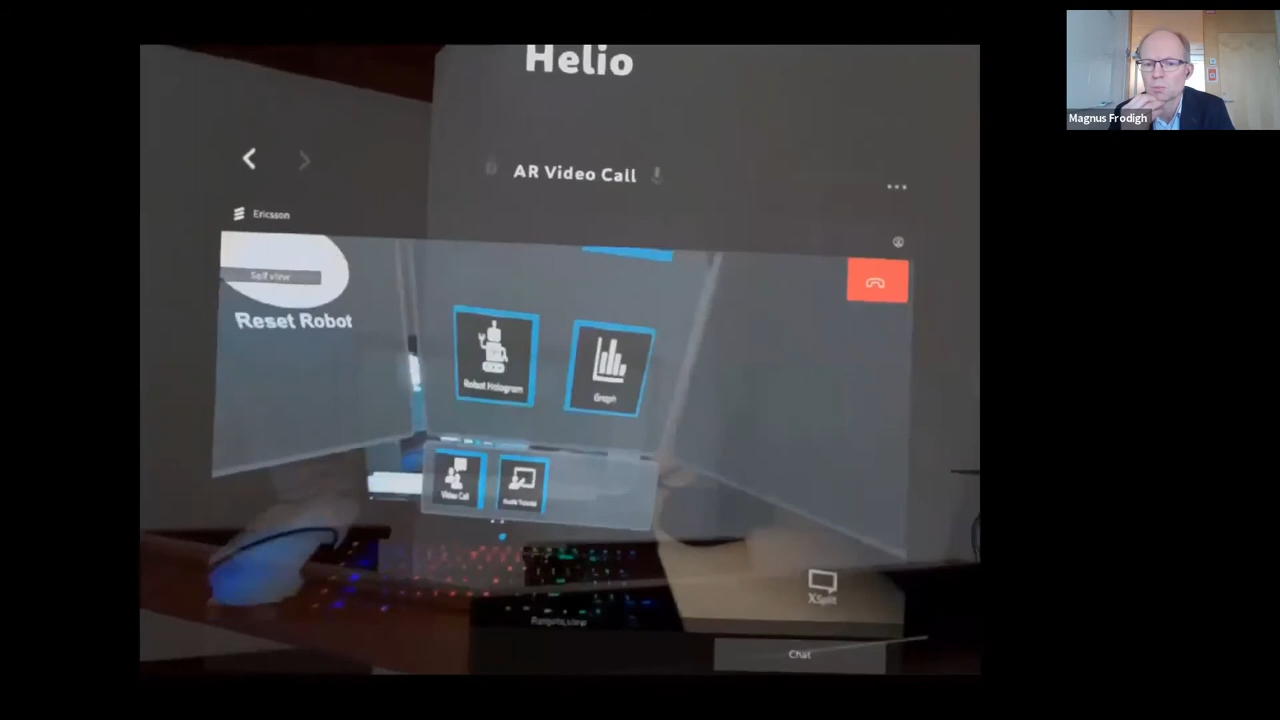 Helio
Magnus Frodigh
AR Video Call
Ericsson
Self view
Reset Robot
Robot Hologram
Graph
Video Call
XSplit
Chat